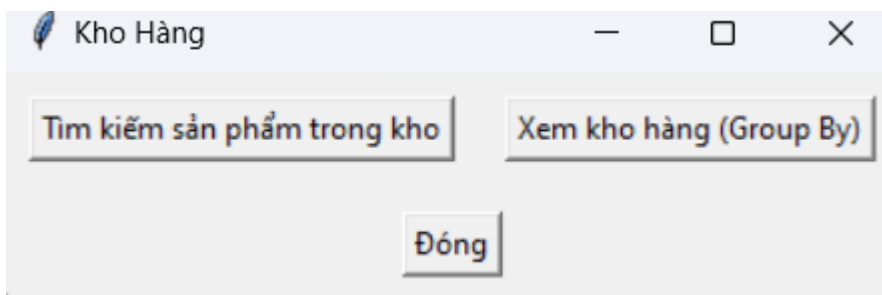 Kho Hàng
Tìm kiếm sản phẩm trong kho
Xem kho hàng (Group By)
Đóng